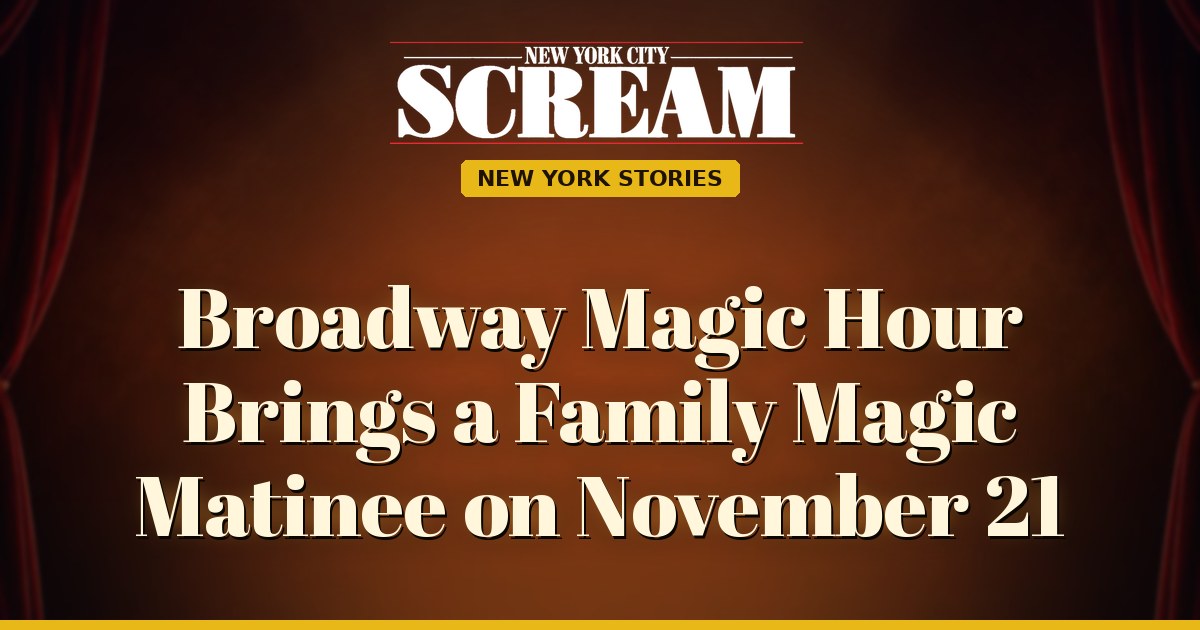 NEW YORK CITY
SCREAM
NEW YORK STORIES
Broadway Magic Hour
Brings a Family Magic
Matinee on November 21